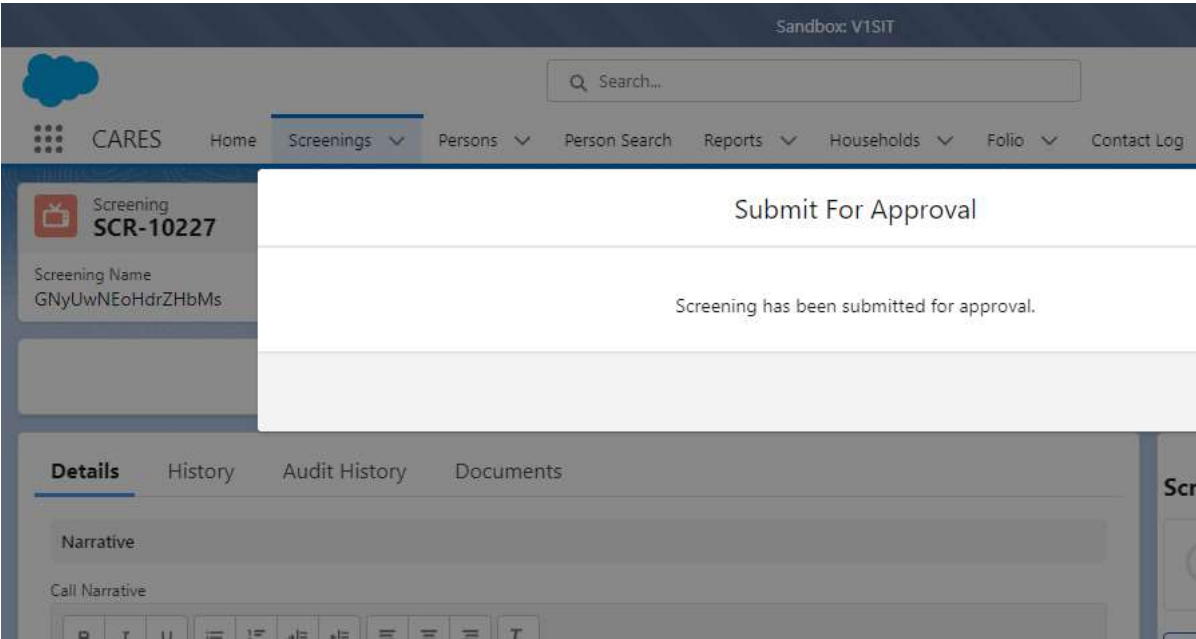 Sandbox: V1SIT
Search...
CARES Home Screenings Persons Person Search Reports Households Folio Contact Log
Screening
SCR-10227
Submit For Approval
Screening Name
GNyUwNEoHdrZHbMs
Screening has been submitted for approval.
Details History Audit History Documents
Scr
Narrative
Call Narrative
B I U T